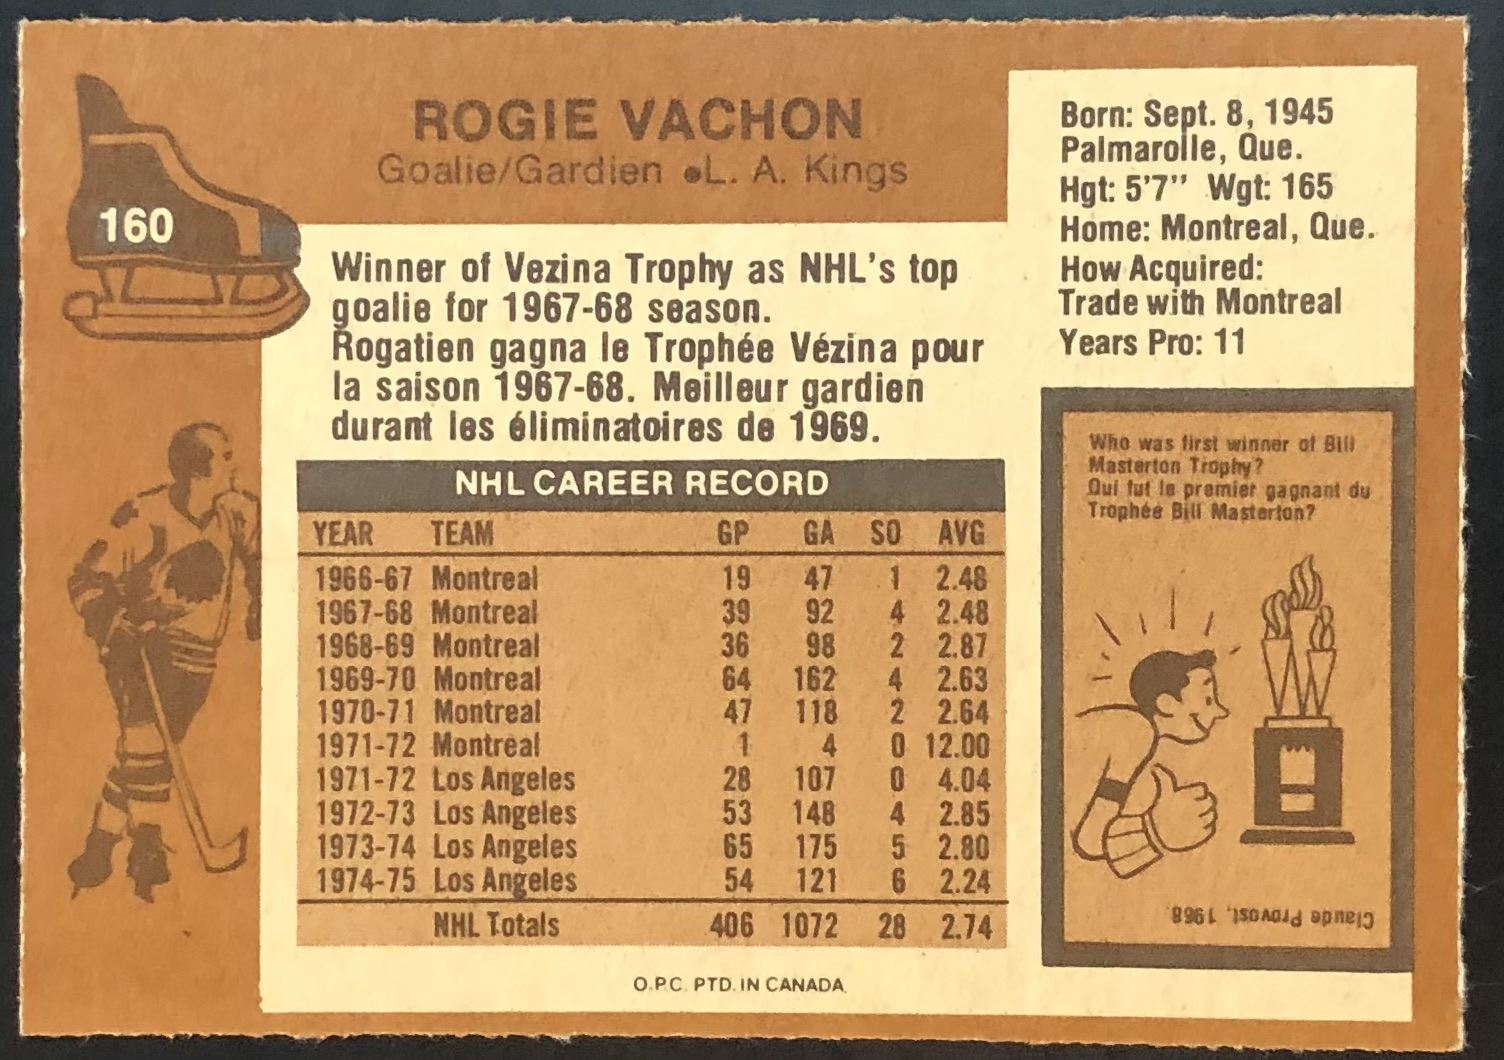 ROGIE VACHON
Goalie/Gardien •L. A. Kings
160
Born: Sept. 8, 1945
Palmarolle, Que.
Hgt: 5'7" Wgt: 165
Home: Montreal, Que.
How Acquired:
Trade with Montreal
Years Pro: 11
Winner of Vezina Trophy as NHL's top
goalie for 1967-68 season.
Rogatien gagna le Trophée Vézina pour
la saison 1967-68. Meilleur gardien
durant les éliminatoires de 1969.
NHL CAREER RECORD
YEAR TEAM GP GA SO AVG
1966-67 Montreal 19 47 1 2.48
1967-68 Montreal 39 92 4 2.48
1968-69 Montreal 36 98 2 2.87
1969-70 Montreal 64 162 4 2.63
1970-71 Montreal 47 118 2 2.64
1971-72 Montreal 1 4 0 12.00
1971-72 Los Angeles 28 107 0 4.04
1972-73 Los Angeles 53 148 4 2.85
1973-74 Los Angeles 65 175 5 2.80
1974-75 Los Angeles 54 121 6 2.24
NHL Totals 406 1072 28 2.74
O.P.C. PTD. IN CANADA
Who was first winner of Bill
Masterton Trophy?
Qui fut le premier gagnant du
Trophée Bill Masterton?
Claude Provost, 1968